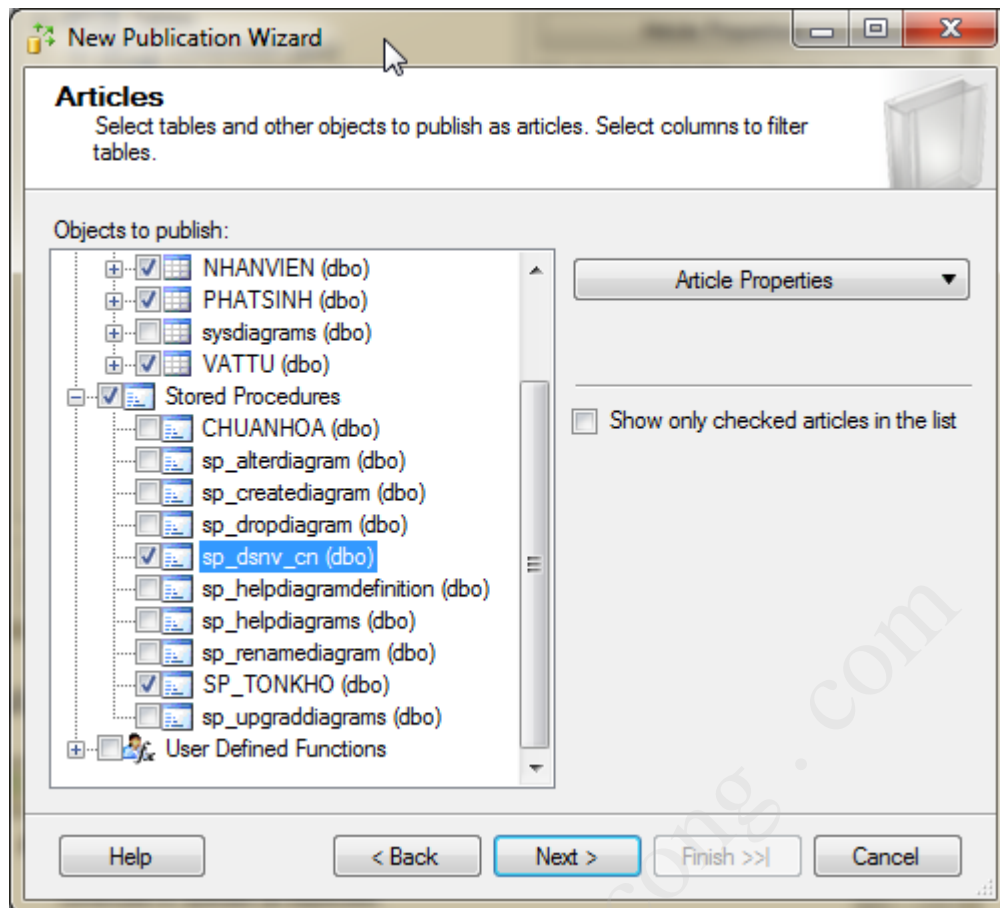 New Publication Wizard
Articles
Select tables and other objects to publish as articles. Select columns to filter
tables.
Objects to publish:
NHANVIEN (dbo)
Article Properties
PHATSINH (dbo)
sysdiagrams (dbo)
VATTU (dbo)
Stored Procedures
Show only checked articles in the list
CHUANHOA (dbo)
sp_alterdiagram (dbo)
sp_creatediagram (dbo)
sp_dropdiagram (dbo)
sp_dsnv_cn (dbo)
sp_helpdiagramdefinition (dbo)
sp_helpdiagrams (dbo)
sp_renamediagram (dbo)
SP_TONKHO (dbo)
sp_upgraddiagrams (dbo)
User Defined Functions
Help < Back Next > Finish >>| Cancel
cong . com